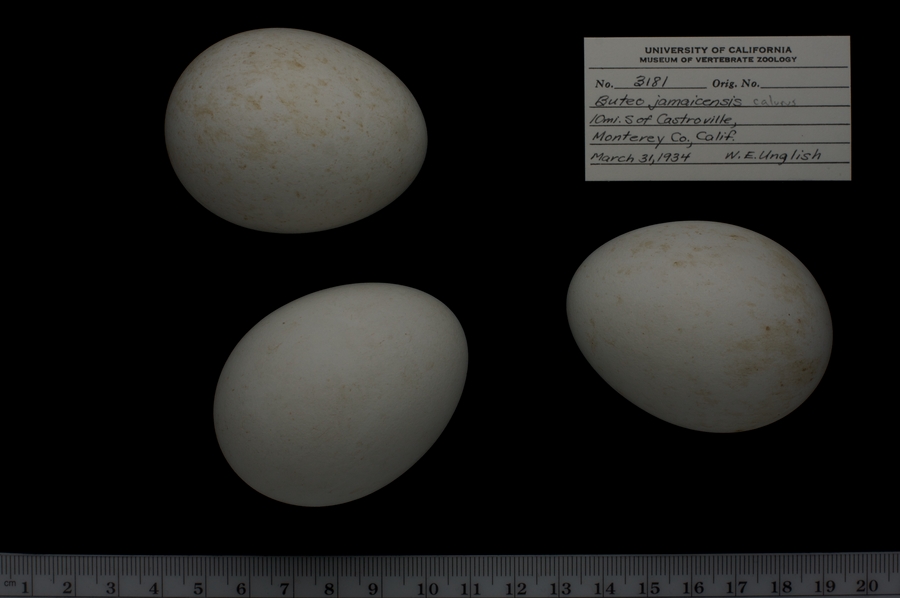 UNIVERSITY OF CALIFORNIA
MUSEUM OF VERTEBRATE ZOOLOGY
No. 3181 Orig. No.
Buteo jamaicensis calurus
10mi. S of Castroville,
Monterey Co., Calif.
March 31, 1934 W. E. Unglish
cm 1 2 3 4 5 6 7 8 9 10 11 12 13 14 15 16 17 18 19 20